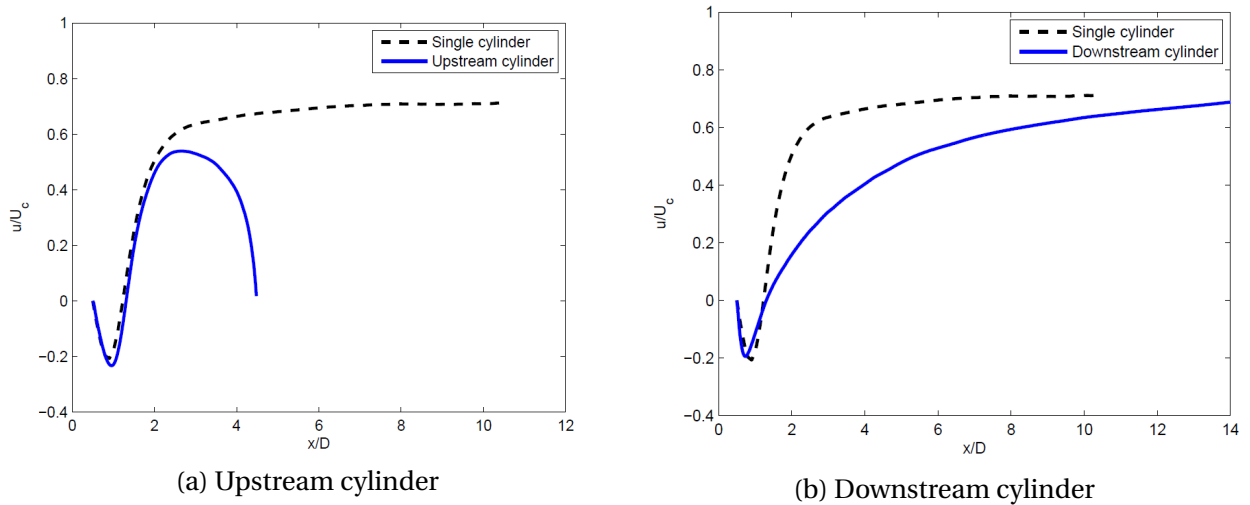 1
0.8
0.6
0.4
0.2
0
−0.2
−0.4
0 2 4 6 8 10 12
u/U_c
x/D
Single cylinder
Upstream cylinder
(a) Upstream cylinder
1
0.8
0.6
0.4
0.2
0
−0.2
−0.4
0 2 4 6 8 10 12 14
u/U_c
x/D
Single cylinder
Downstream cylinder
(b) Downstream cylinder